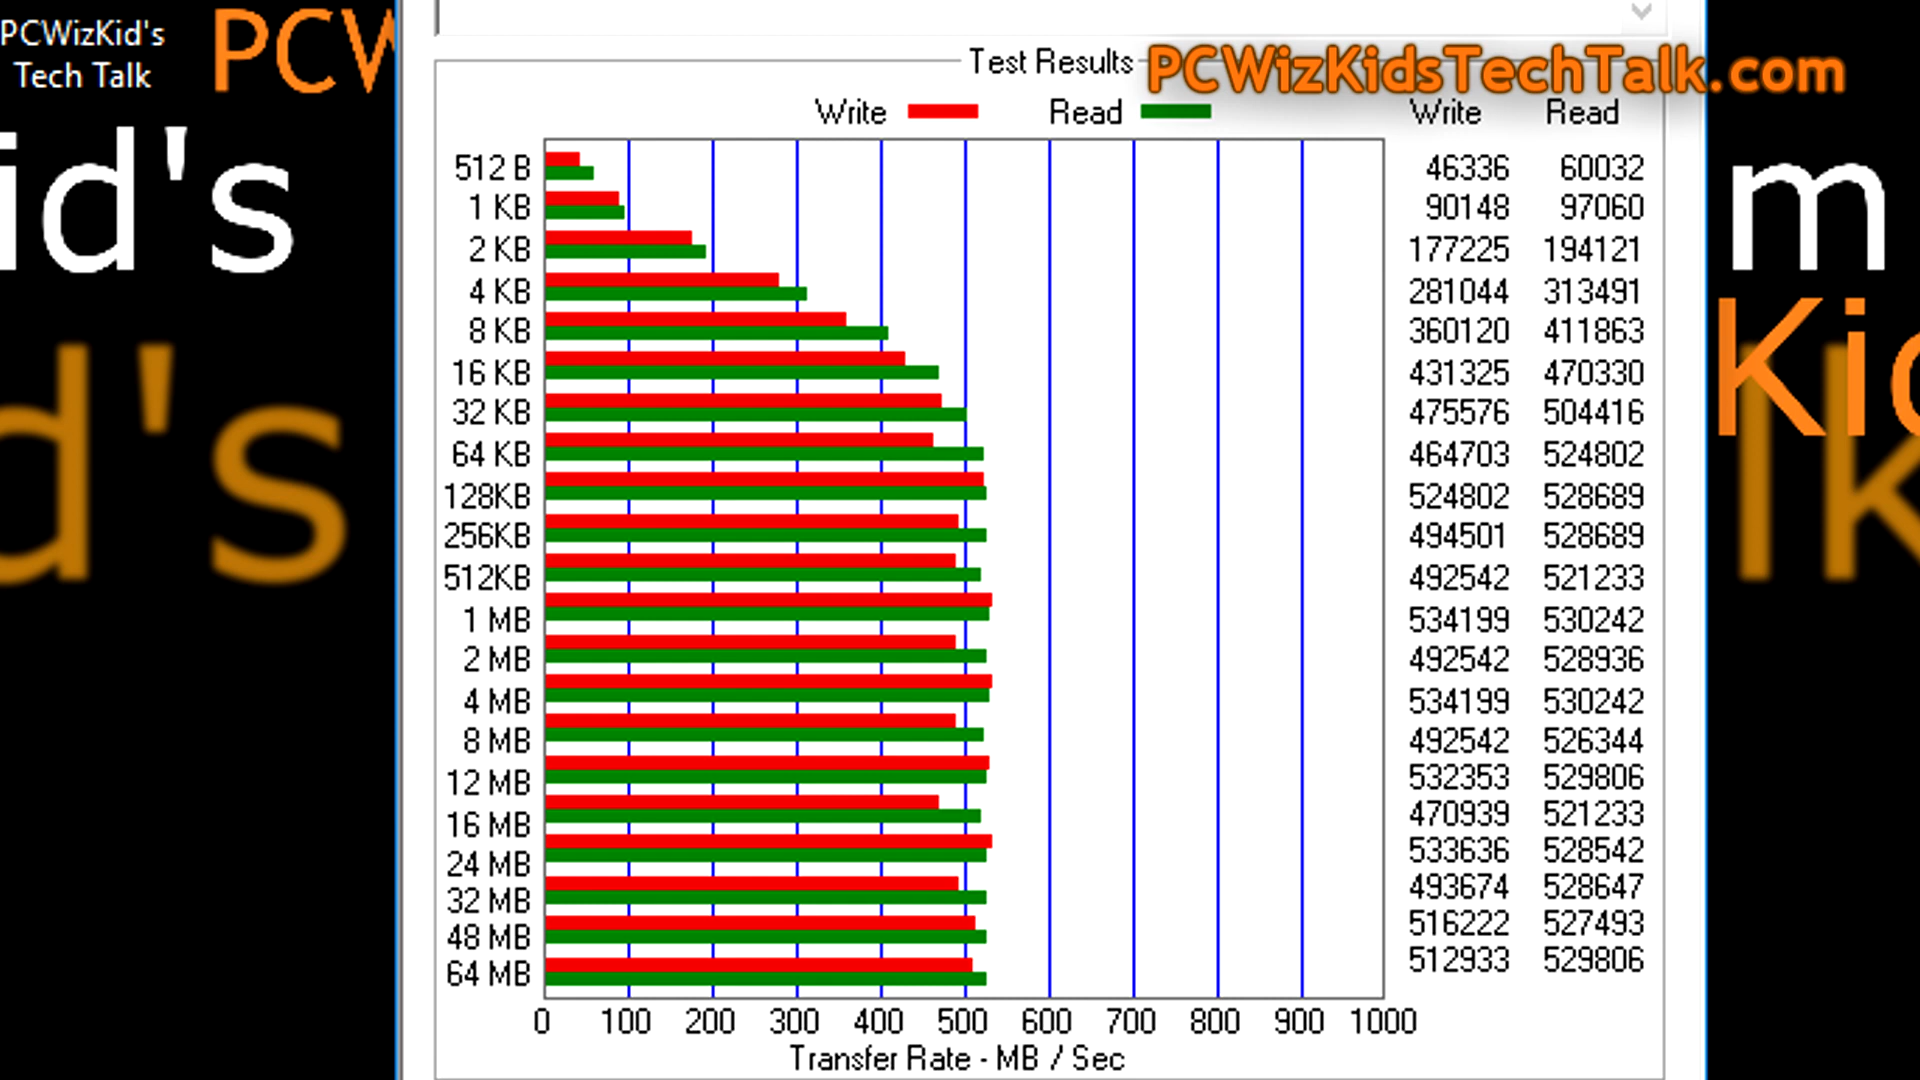 PCWizKid's
Tech Talk
PCW
id's
d's
Test Results
PCWizKidsTechTalk.com
Write Read
Write Read
512 B 46336 60032
1 KB 90148 97060
2 KB 177225 194121
4 KB 281044 313491
8 KB 360120 411863
16 KB 431325 470330
32 KB 475576 504416
64 KB 464703 524802
128KB 524802 528689
256KB 494501 528689
512KB 492542 521233
1 MB 534199 530242
2 MB 492542 528936
4 MB 534199 530242
8 MB 492542 526344
12 MB 532353 529806
16 MB 470939 521233
24 MB 533636 528542
32 MB 493674 528647
48 MB 516222 527493
64 MB 512933 529806
0 100 200 300 400 500 600 700 800 900 1000
Transfer Rate - MB / Sec
m
Ki
lk